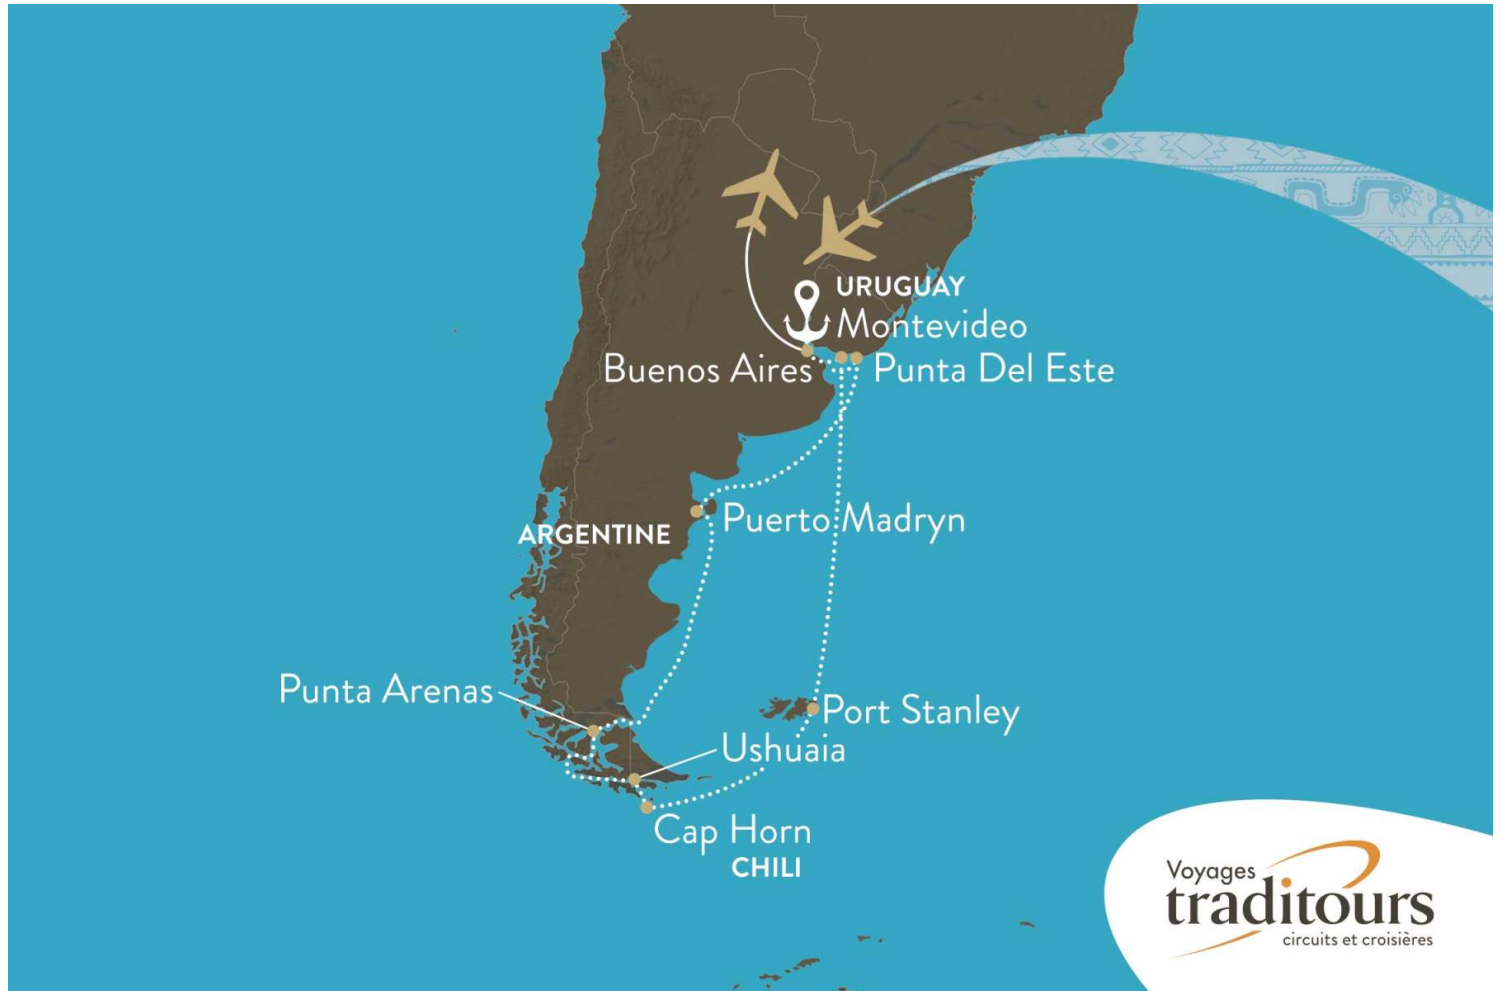 URUGUAY
Montevideo
Buenos Aires
Punta Del Este
Puerto Madryn
ARGENTINE
Punta Arenas
Port Stanley
Ushuaia
Cap Horn
CHILI
Voyages
traditours
circuits et croisières